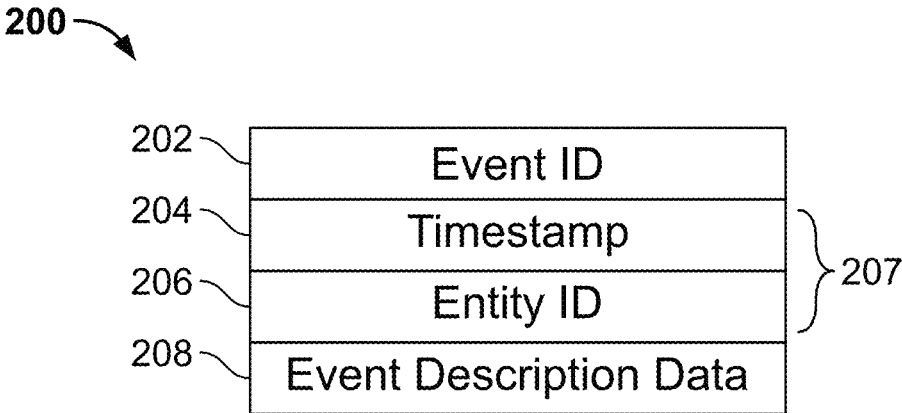 200
202 Event ID
204 Timestamp
206 Entity ID
207
208 Event Description Data